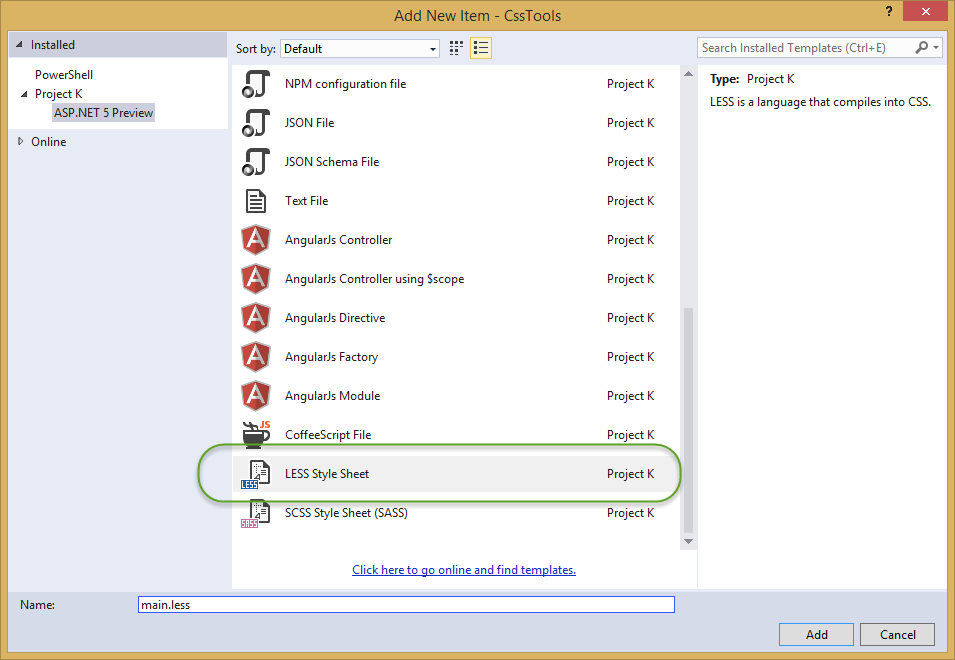 Add New Item - CssTools
?
Installed
PowerShell
Project K
ASP.NET 5 Preview
Online
Sort by: Default
Search Installed Templates (Ctrl+E)
NPM configuration file Project K
JSON File Project K
JSON Schema File Project K
Text File Project K
A AngularJs Controller Project K
A AngularJs Controller using $scope Project K
A AngularJs Directive Project K
A AngularJs Factory Project K
A AngularJs Module Project K
JS CoffeeScript File Project K
LESS LESS Style Sheet Project K
SASS SCSS Style Sheet (SASS) Project K
Click here to go online and find templates.
Type: Project K
LESS is a language that compiles into CSS.
Name: main.less
Add Cancel